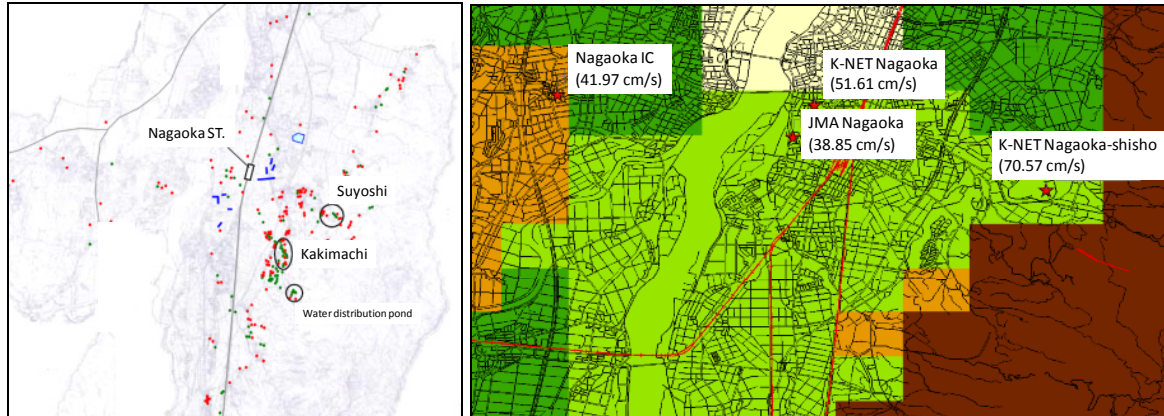 Nagaoka ST.
Suyoshi
Kakimachi
Water distribution pond
Nagaoka IC
(41.97 cm/s)
K-NET Nagaoka
(51.61 cm/s)
JMA Nagaoka
(38.85 cm/s)
K-NET Nagaoka-shisho
(70.57 cm/s)